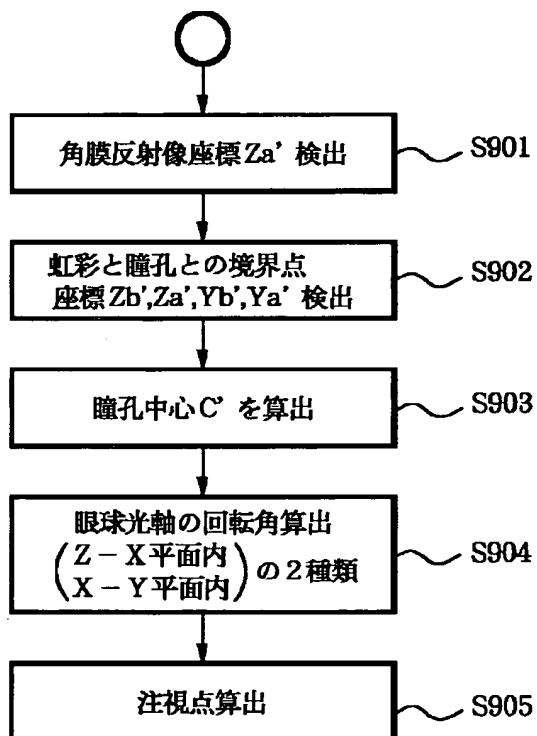 角膜反射像座標Za'検出
S901
虹彩と瞳孔との境界点
座標Zb',Za',Yb',Ya'検出
S902
瞳孔中心C'を算出
S903
眼球光軸の回転角算出
(Z－X平面内
X－Y平面内)の2種類
S904
注視点算出
S905